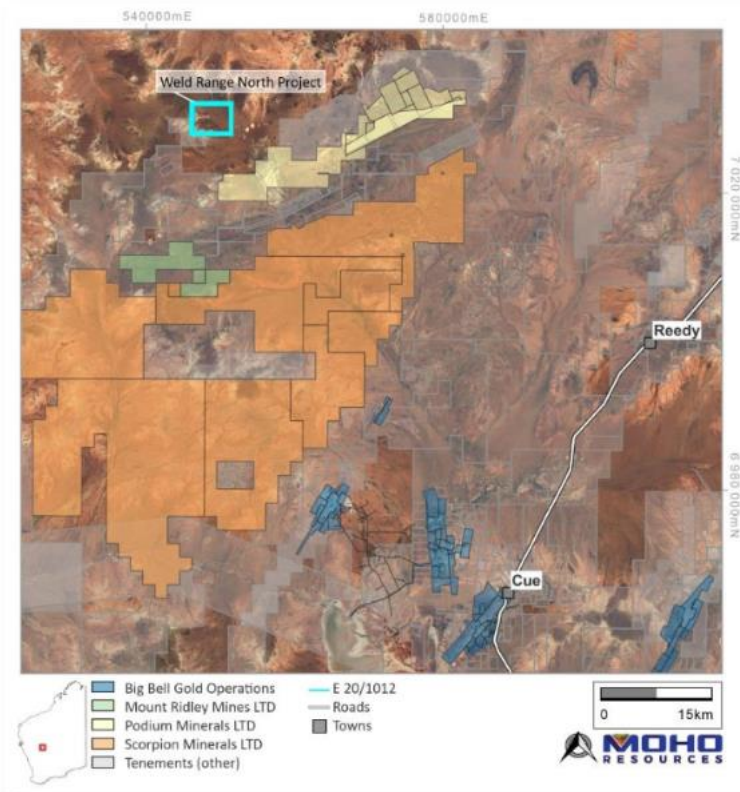 540000mE
580000mE
Weld Range North Project
7 020 000mN
Reedy
6 980 000mN
Cue
Big Bell Gold Operations
Mount Ridley Mines LTD
Podium Minerals LTD
Scorpion Minerals LTD
Tenements (other)
E 20/1012
Roads
Towns
0 15km
MOHO
RESOURCES